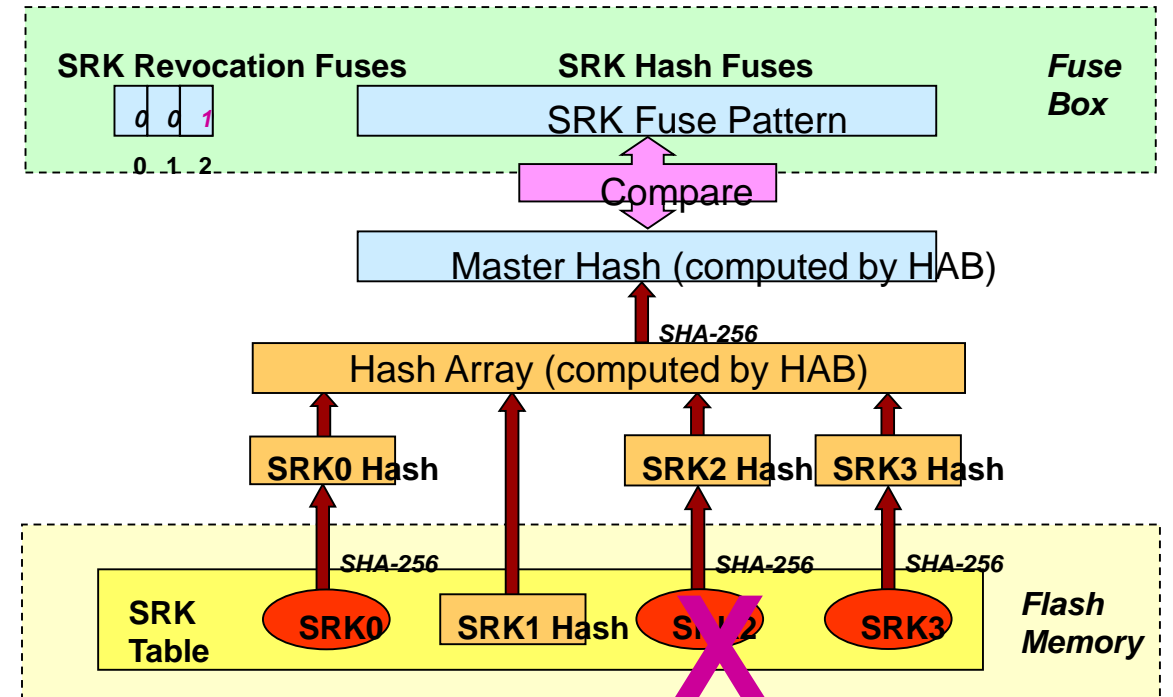 SRK Revocation Fuses
SRK Hash Fuses
Fuse
Box
0 0 1
SRK Fuse Pattern
0 1 2
Compare
Master Hash (computed by HAB)
SHA-256
Hash Array (computed by HAB)
SRK0 Hash
SRK2 Hash
SRK3 Hash
SHA-256
SHA-256
SHA-256
SRK
Table
SRK0
SRK1 Hash
SRK2
SRK3
Flash
Memory
X